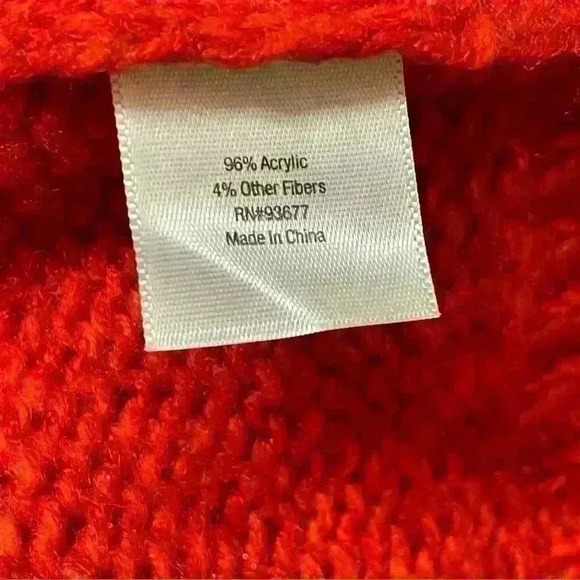 96% Acrylic
4% Other Fibers
RN#93677
Made In China